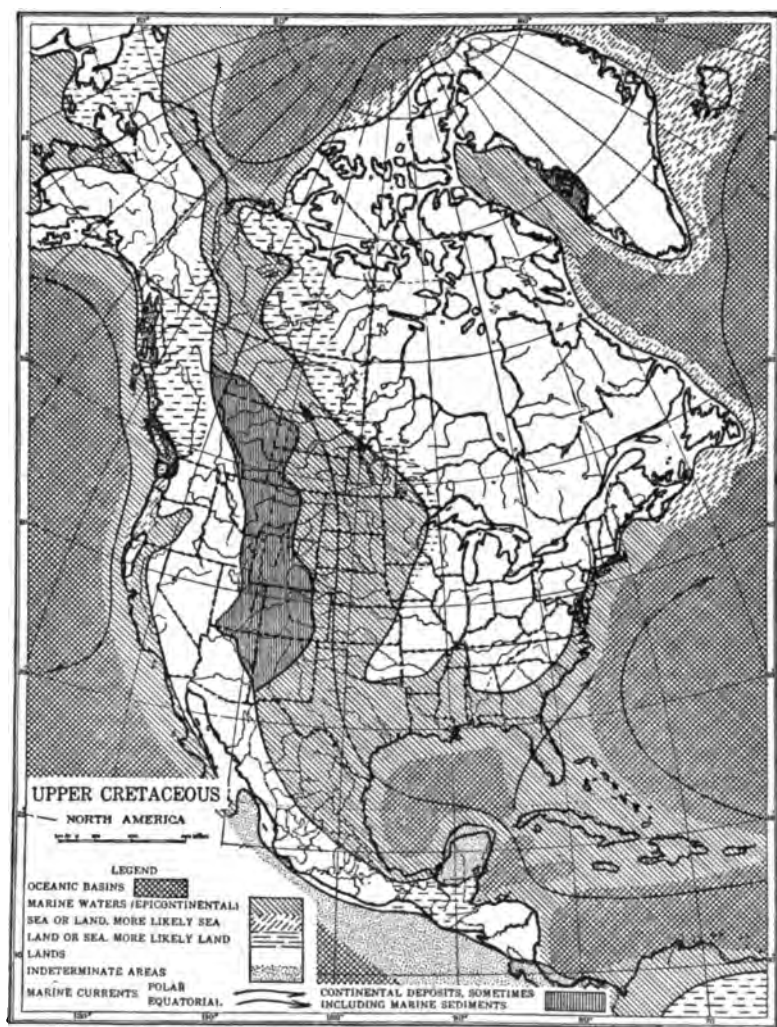 UPPER CRETACEOUS
NORTH AMERICA
LEGEND
OCEANIC BASINS
MARINE WATERS (EPICONTINENTAL)
SEA OR LAND. MORE LIKELY SEA
LAND OR SEA. MORE LIKELY LAND
LANDS
INDETERMINATE AREAS
MARINE CURRENTS POLAR
EQUATORIAL
CONTINENTAL DEPOSITS, SOMETIMES
INCLUDING MARINE SEDIMENTS